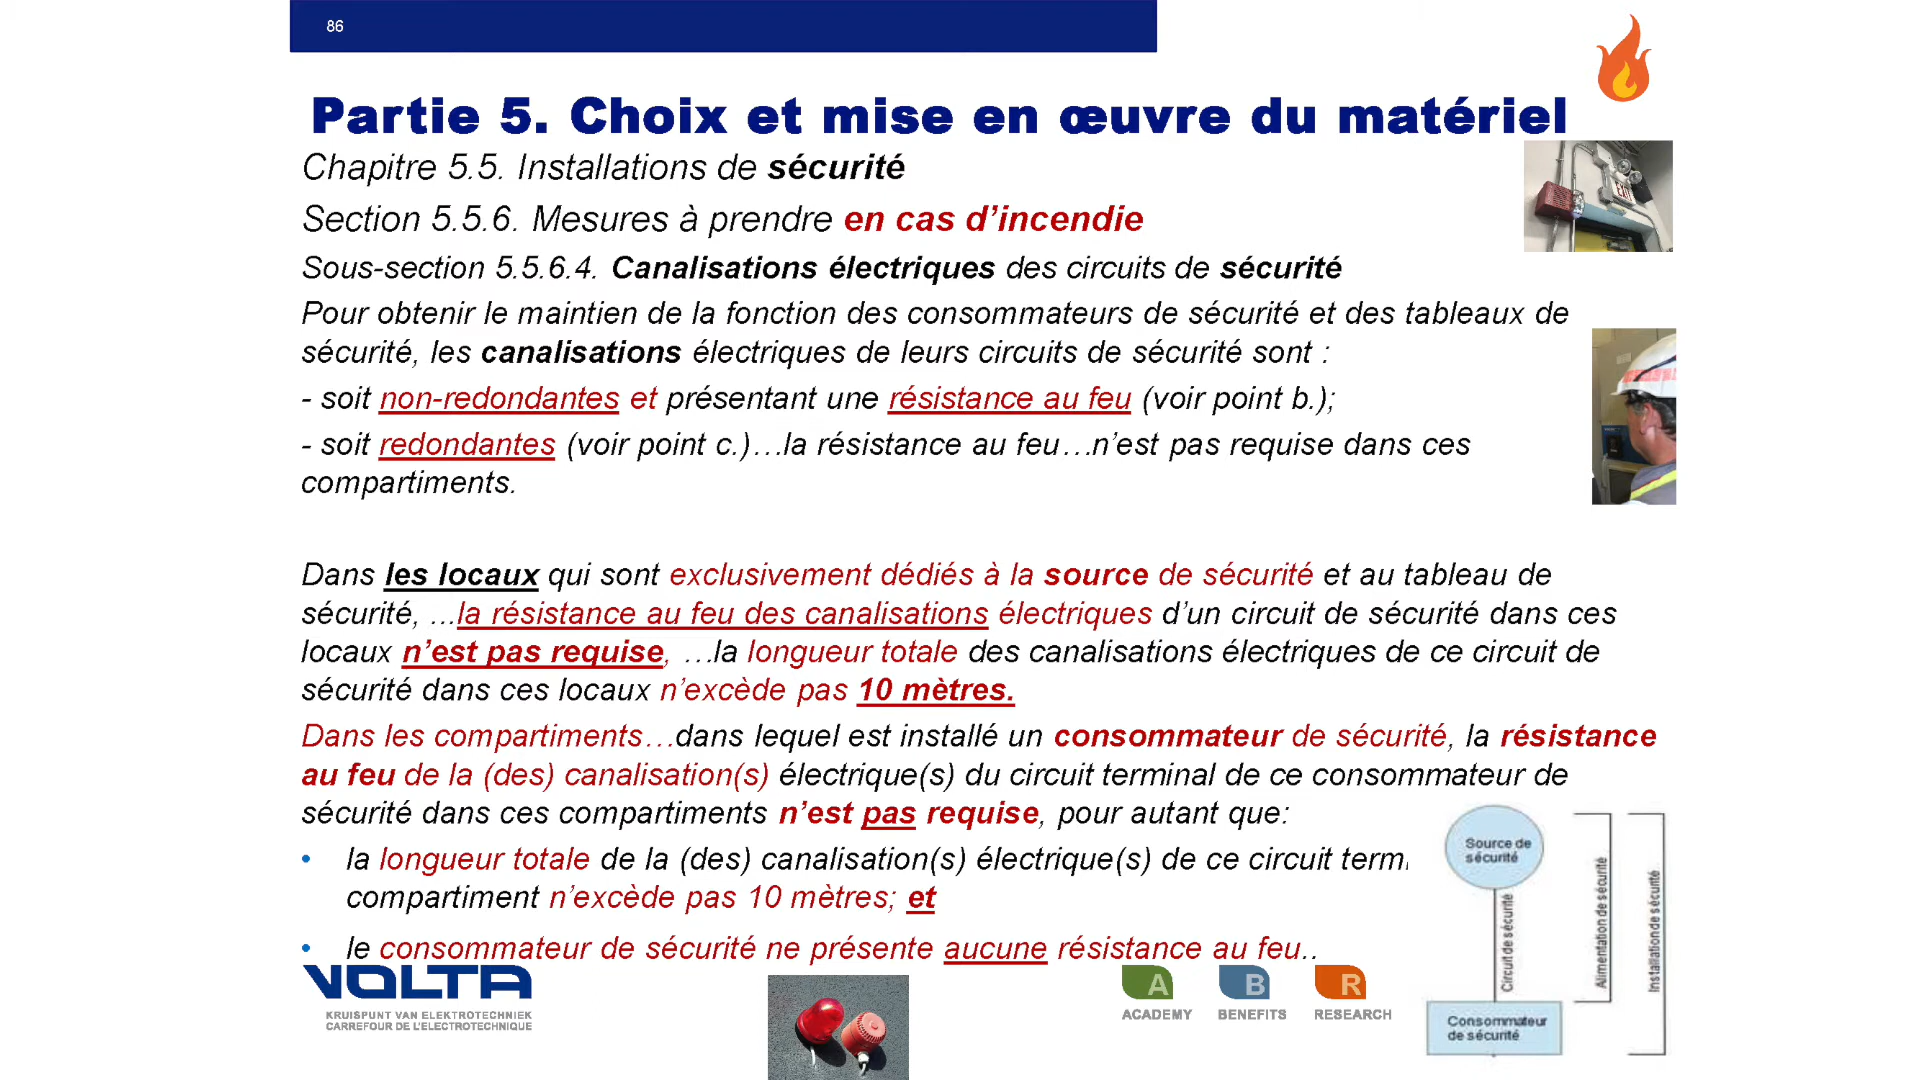 86
Partie 5. Choix et mise en œuvre du matériel
Chapitre 5.5. Installations de sécurité
Section 5.5.6. Mesures à prendre en cas d’incendie
Sous-section 5.5.6.4. Canalisations électriques des circuits de sécurité
Pour obtenir le maintien de la fonction des consommateurs de sécurité et des tableaux de
sécurité, les canalisations électriques de leurs circuits de sécurité sont :
- soit non-redondantes et présentant une résistance au feu (voir point b.);
- soit redondantes (voir point c.)…la résistance au feu…n’est pas requise dans ces
compartiments.
Dans les locaux qui sont exclusivement dédiés à la source de sécurité et au tableau de
sécurité, ...la résistance au feu des canalisations électriques d’un circuit de sécurité dans ces
locaux n’est pas requise, …la longueur totale des canalisations électriques de ce circuit de
sécurité dans ces locaux n’excède pas 10 mètres.
Dans les compartiments…dans lequel est installé un consommateur de sécurité, la résistance
au feu de la (des) canalisation(s) électrique(s) du circuit terminal de ce consommateur de
sécurité dans ces compartiments n’est pas requise, pour autant que:
• la longueur totale de la (des) canalisation(s) électrique(s) de ce circuit
compartiment n’excède pas 10 mètres; et
• le consommateur de sécurité ne présente aucune résistance au feu..
Source de
sécurité
Circuit de sécurité
Alimentation de sécurité
Installation de sécurité
Consommateur
de sécurité
VOLTA
KRUISPUNT VAN ELEKTROTECHNIEK
CARREFOUR DE L'ELECTROTECHNIQUE
A B R
ACADEMY BENEFITS RESEARCH